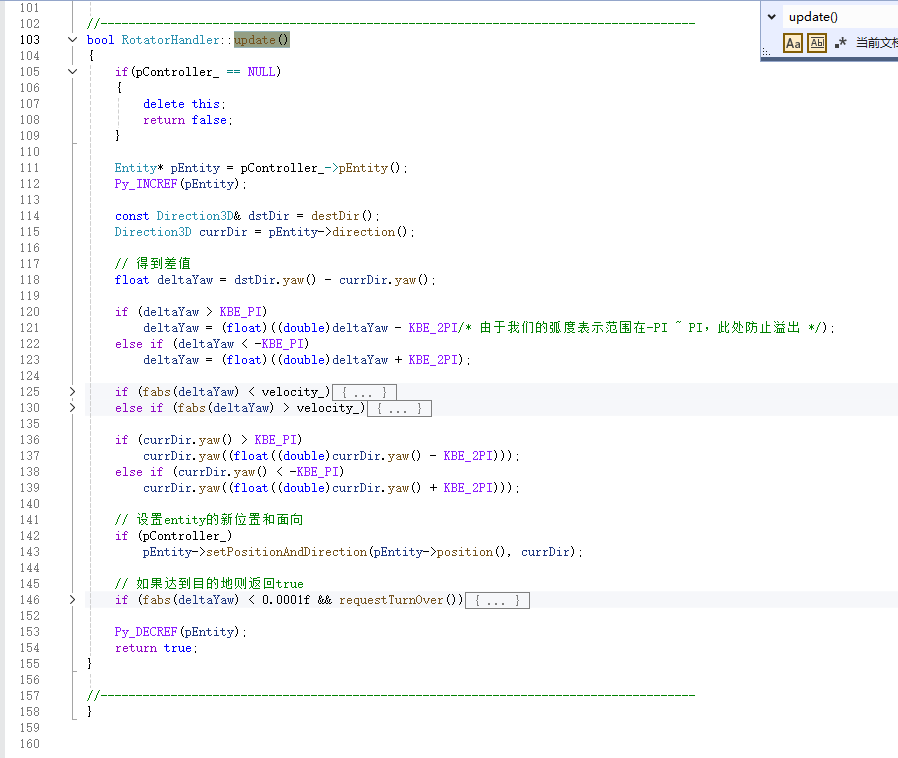 101
102 //-------------------------------------------------------------------------------------
103 bool RotatorHandler::update()
104 {
105 if(pController_ == NULL)
106 {
107 delete this;
108 return false;
109 }
110
111 Entity* pEntity = pController_->pEntity();
112 Py_INCREF(pEntity);
113
114 const Direction3D& dstDir = destDir();
115 Direction3D currDir = pEntity->direction();
116
117 // 得到差值
118 float deltaYaw = dstDir.yaw() - currDir.yaw();
119
120 if (deltaYaw > KBE_PI)
121 deltaYaw = (float)((double)deltaYaw - KBE_2PI/* 由于我们的弧度表示范围在-PI ~ PI，此处防止溢出 */);
122 else if (deltaYaw < -KBE_PI)
123 deltaYaw = (float)((double)deltaYaw + KBE_2PI);
124
125 if (fabs(deltaYaw) < velocity_){ ... }
130 else if (fabs(deltaYaw) > velocity_){ ... }
135
136 if (currDir.yaw() > KBE_PI)
137 currDir.yaw((float((double)currDir.yaw() - KBE_2PI)));
138 else if (currDir.yaw() < -KBE_PI)
139 currDir.yaw((float((double)currDir.yaw() + KBE_2PI)));
140
141 // 设置entity的新位置和面向
142 if (pController_)
143 pEntity->setPositionAndDirection(pEntity->position(), currDir);
144
145 // 如果达到目的地则返回true
146 if (fabs(deltaYaw) < 0.0001f && requestTurnOver()){ ... }
152
153 Py_DECREF(pEntity);
154 return true;
155 }
156
157 //-------------------------------------------------------------------------------------
158 }
159
160
update()
Aa Ab .* 当前文档